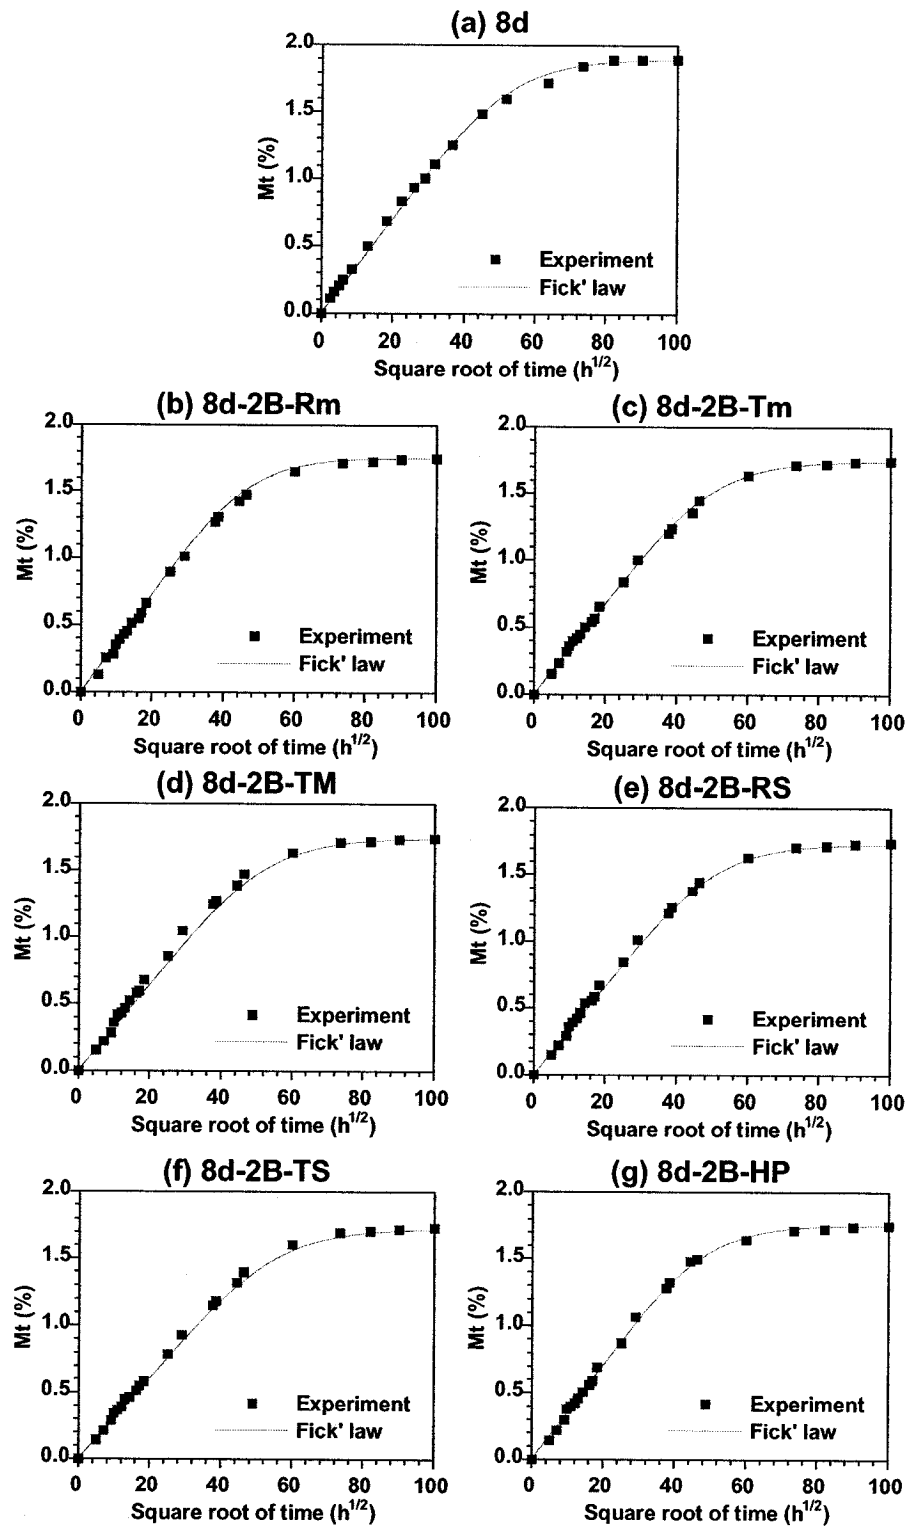 (a) 8d
2.0
1.5
1.0
0.5
0.0
Mt (%)
Experiment
Fick' law
0 20 40 60 80 100
Square root of time (h1/2)
(b) 8d-2B-Rm
2.0
1.5
1.0
0.5
0.0
Mt (%)
Experiment
Fick' law
0 20 40 60 80 100
Square root of time (h1/2)
(c) 8d-2B-Tm
2.0
1.5
1.0
0.5
0.0
Mt (%)
Experiment
Fick' law
0 20 40 60 80 100
Square root of time (h1/2)
(d) 8d-2B-TM
2.0
1.5
1.0
0.5
0.0
Mt (%)
Experiment
Fick' law
0 20 40 60 80 100
Square root of time (h1/2)
(e) 8d-2B-RS
2.0
1.5
1.0
0.5
0.0
Mt (%)
Experiment
Fick' law
0 20 40 60 80 100
Square root of time (h1/2)
(f) 8d-2B-TS
2.0
1.5
1.0
0.5
0.0
Mt (%)
Experiment
Fick' law
0 20 40 60 80 100
Square root of time (h1/2)
(g) 8d-2B-HP
2.0
1.5
1.0
0.5
0.0
Mt (%)
Experiment
Fick' law
0 20 40 60 80 100
Square root of time (h1/2)